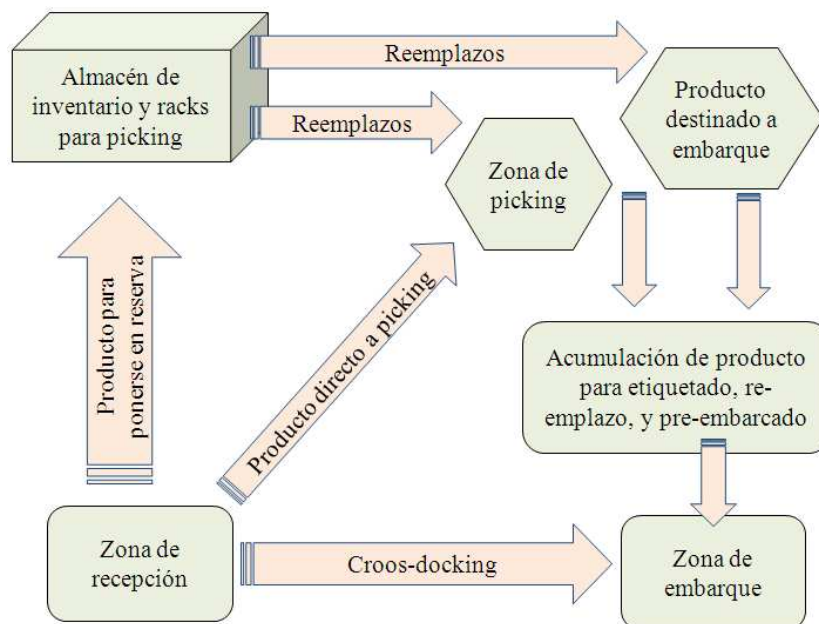 Reemplazos
Almacén de
inventario y racks
para picking
Reemplazos
Producto
destinado a
embarque
Zona de
picking
Producto para
ponerse en reserva
Producto directo a picking
Acumulación de producto
para etiquetado, re-
emplazo, y pre-embarcado
Zona de
recepción
Croos-docking
Zona de
embarque